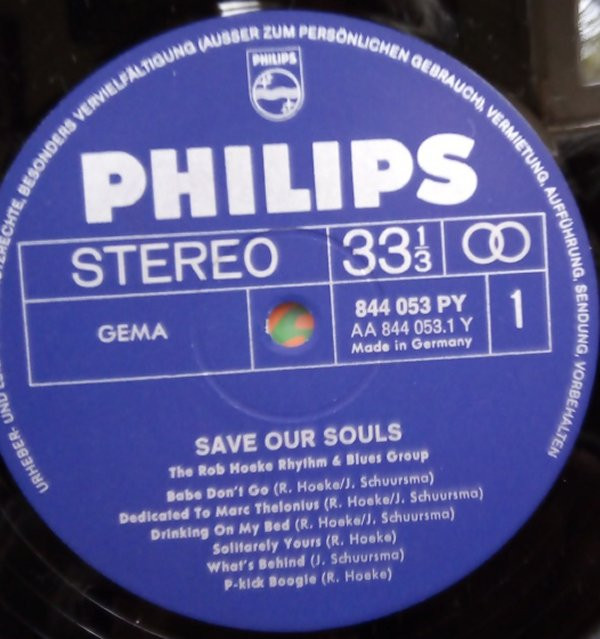 URHEBER- UND
RECHTE, BESONDERS VERVIELFÄLTIGUNG (AUSSER ZUM PERSÖNLICHEN GEBRAUCH), VERMIETUNG, AUFFÜHRUNG, SENDUNG, VORBEHALTEN
PHILIPS
PHILIPS
STEREO
33 1/3
GEMA
844 053 PY
AA 844 053.1 Y
Made in Germany
1
SAVE OUR SOULS
The Rob Hoeke Rhythm & Blues Group
Babe Don't Go (R. Hoeke/J. Schuursma)
Dedicated To Marc Thelonius (R. Hoeke/J. Schuursma)
Drinking On My Bed (R. Hoeke/J. Schuursma)
Solitarely Yours (R. Hoeke)
What's Behind (J. Schuursma)
P-kick Boogie (R. Hoeke)